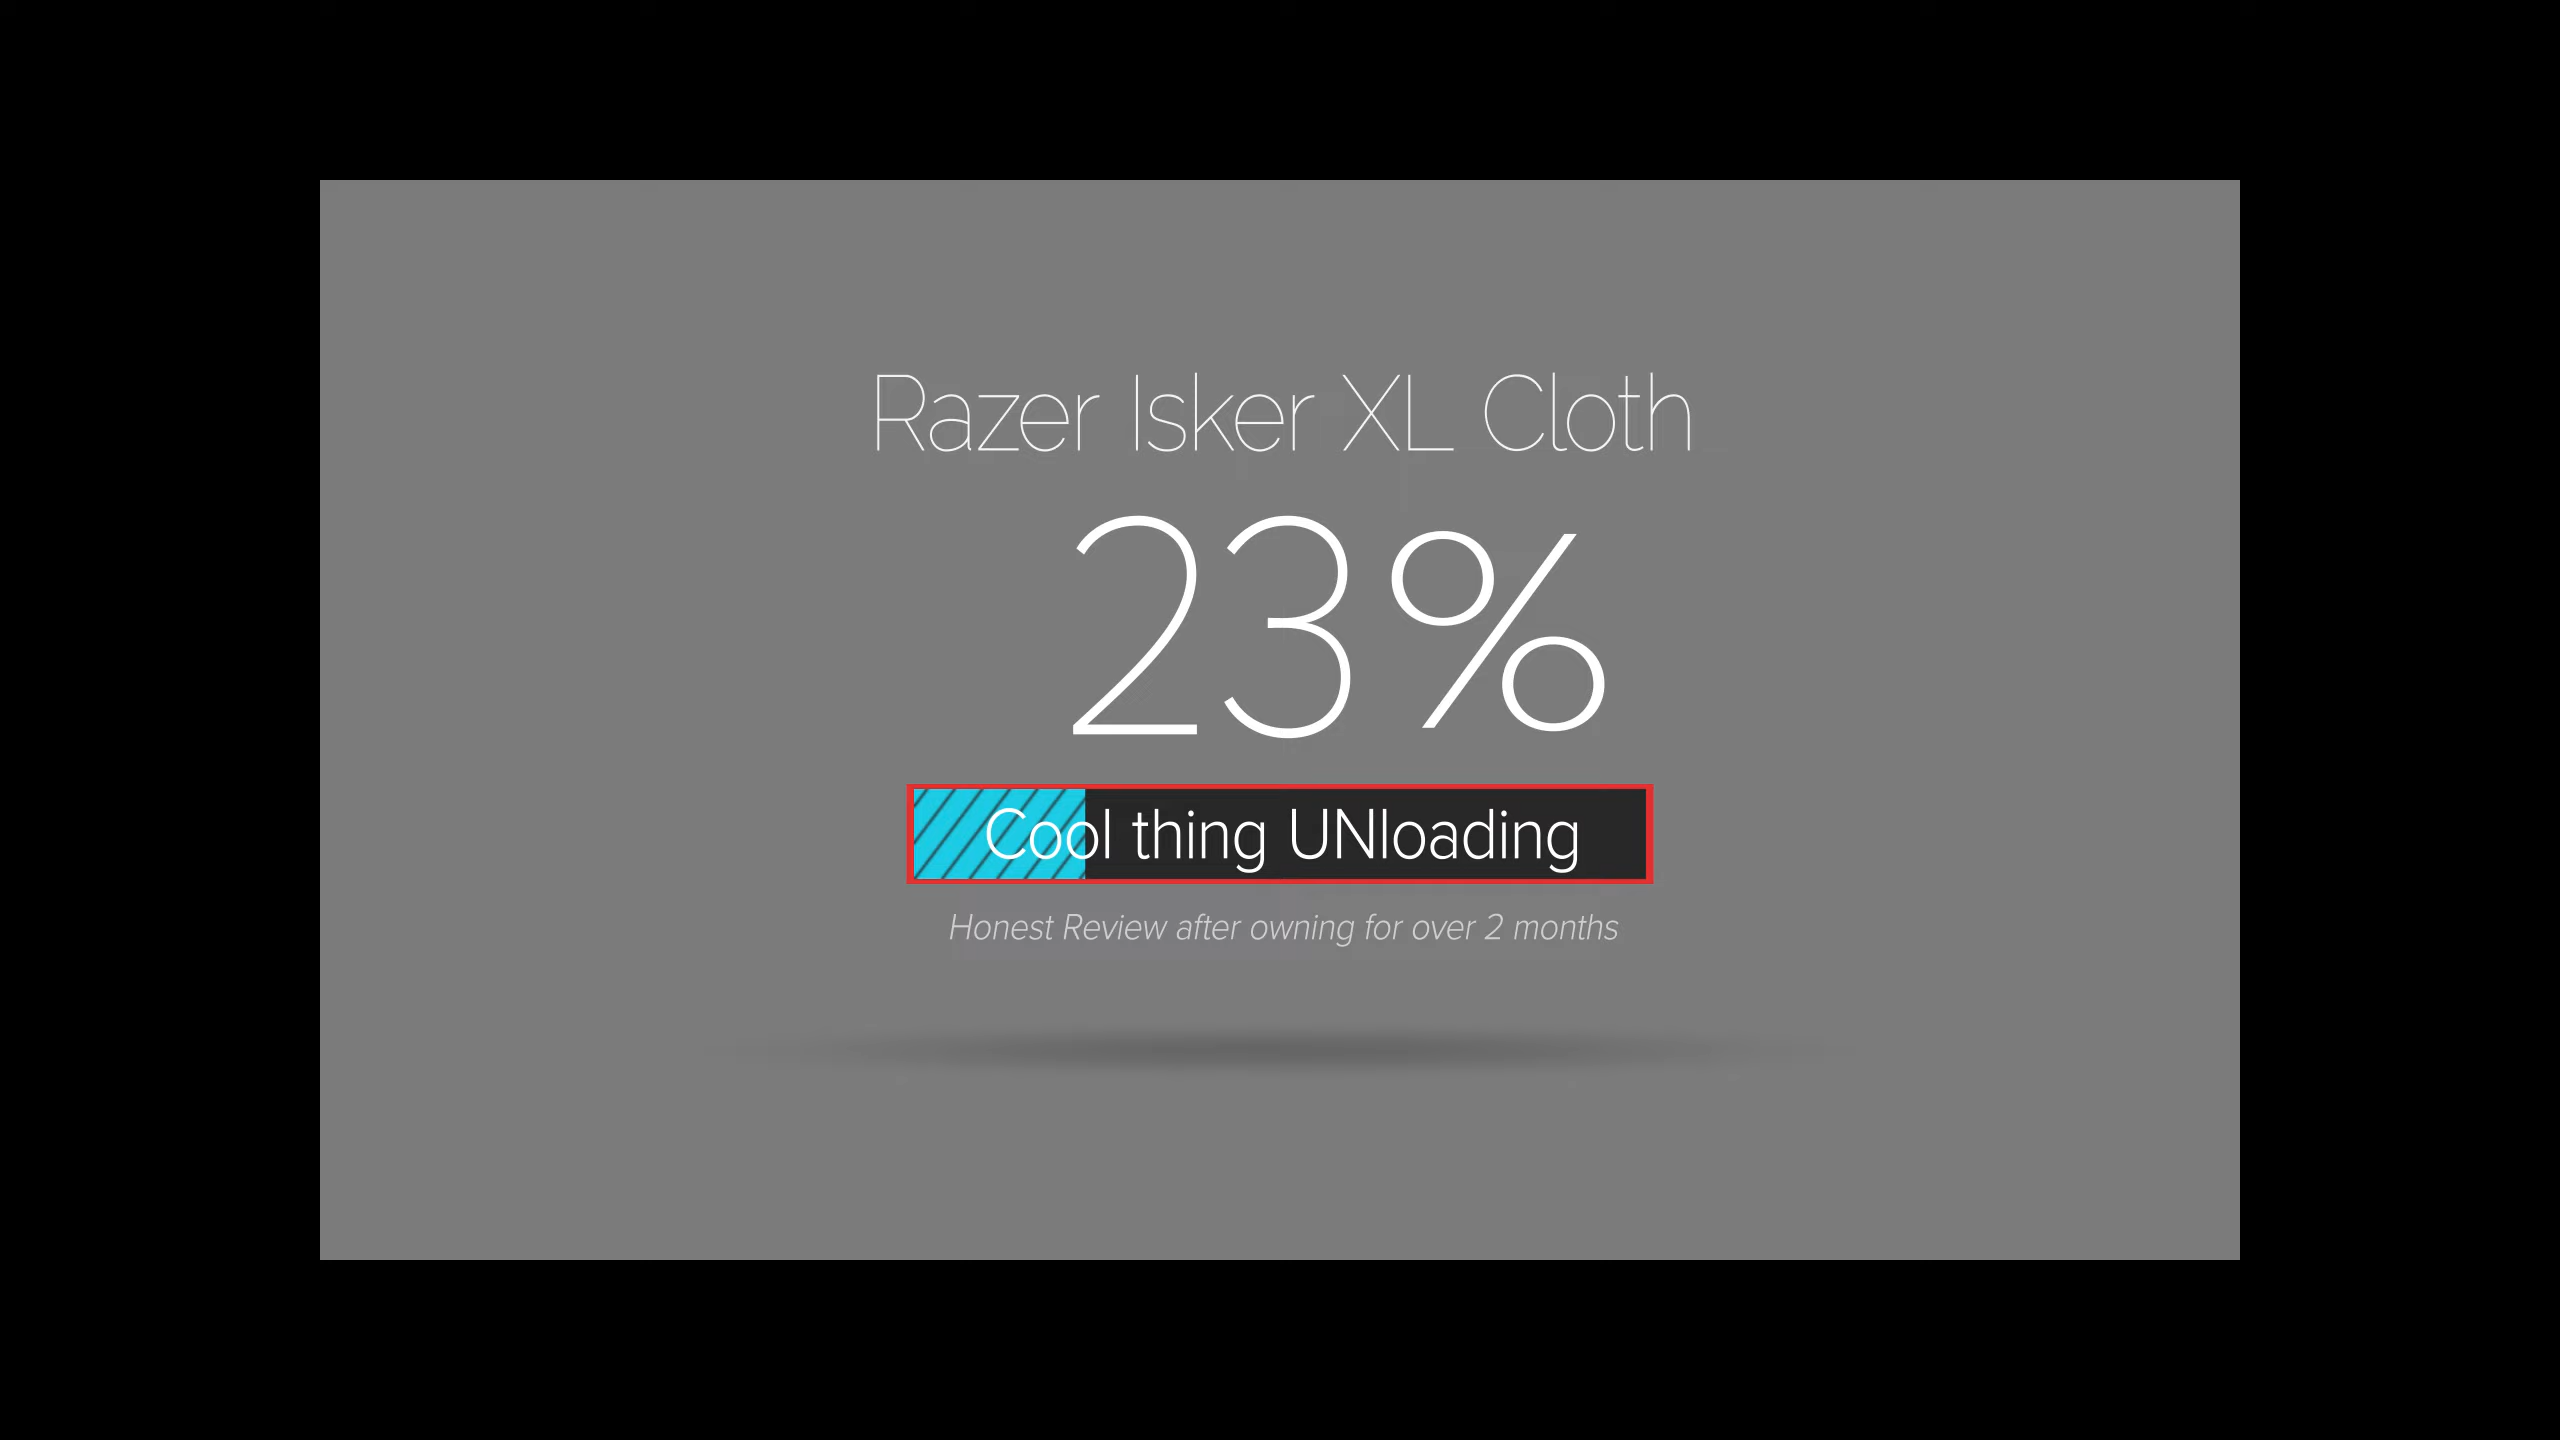 Razer Isker XL Cloth
23%
Cool thing UNloading
Honest Review after owning for over 2 months